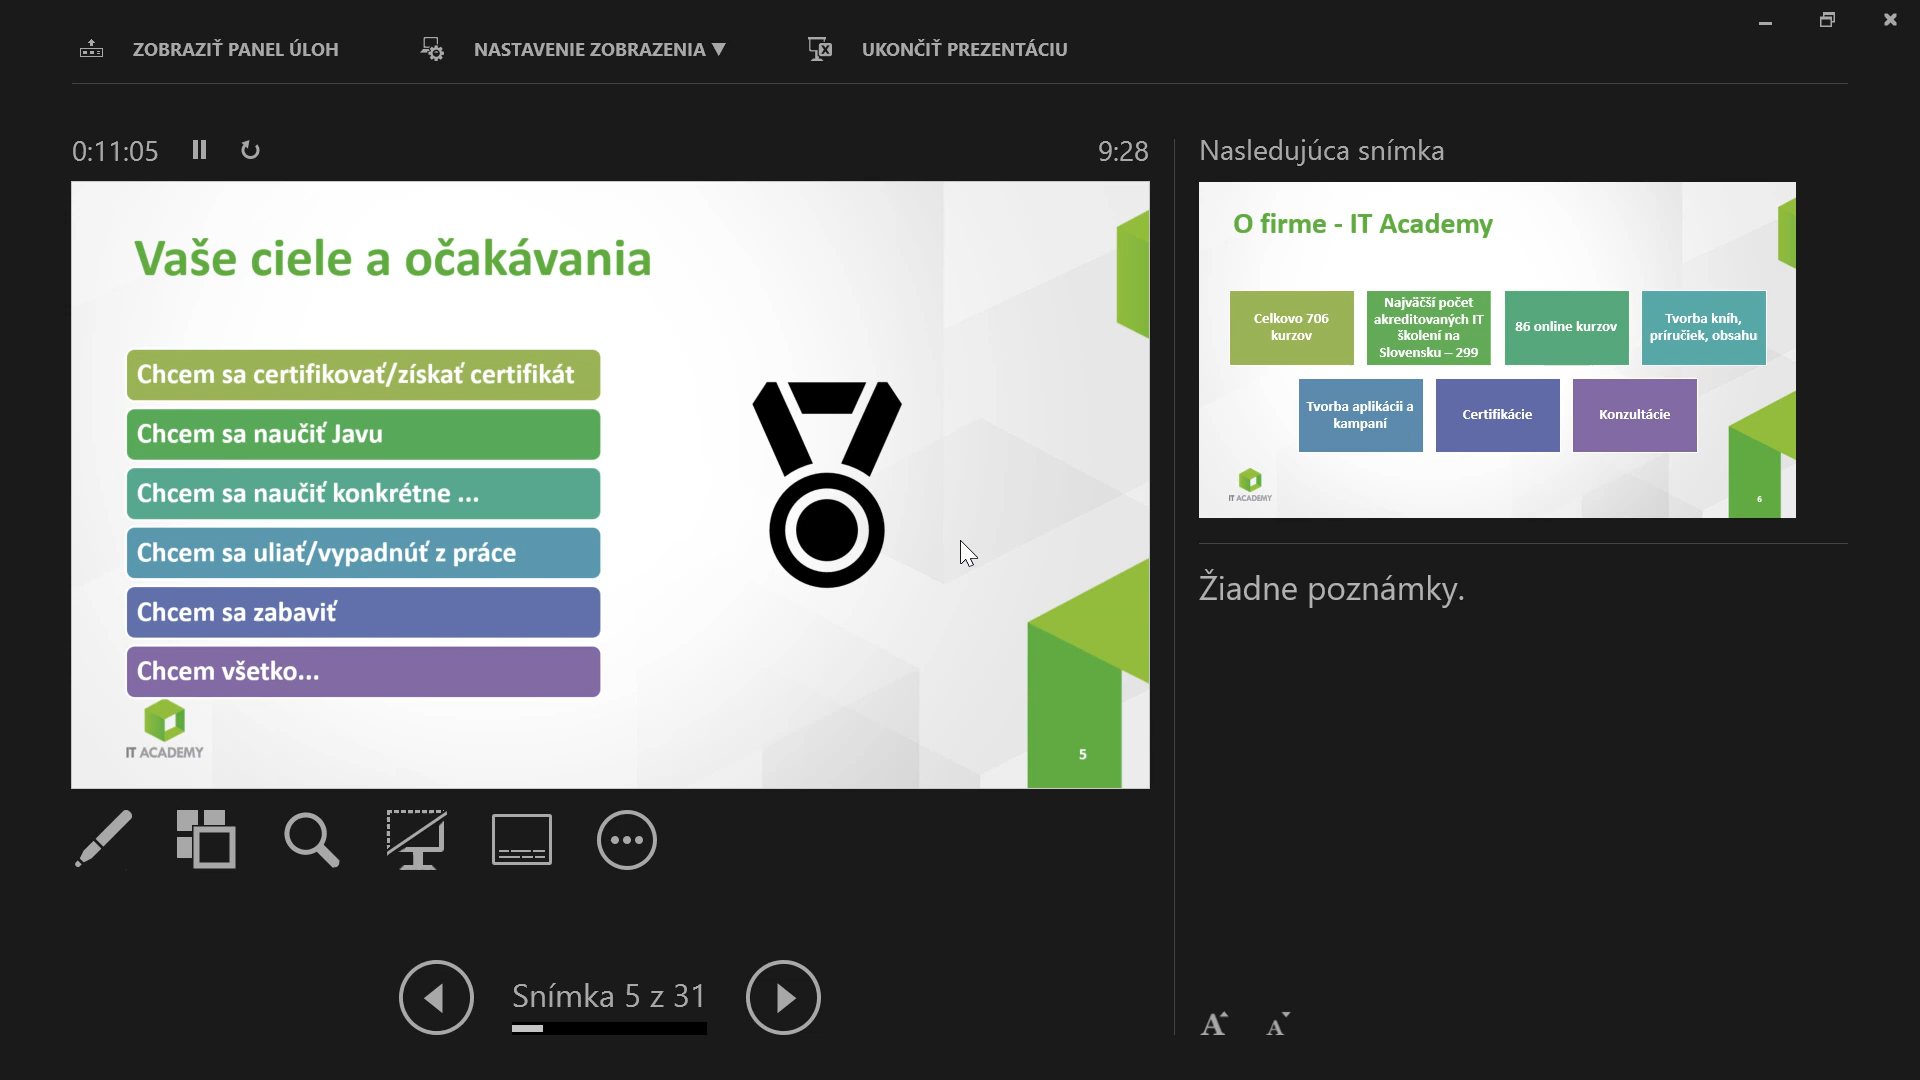 ZOBRAZIŤ PANEL ÚLOH
NASTAVENIE ZOBRAZENIA ▼
UKONČIŤ PREZENTÁCIU
0:11:05
9:28
Vaše ciele a očakávania
Chcem sa certifikovať/získať certifikát
Chcem sa naučiť Javu
Chcem sa naučiť konkrétne ...
Chcem sa uliať/vypadnúť z práce
Chcem sa zabaviť
Chcem všetko...
IT ACADEMY
5
Snímka 5 z 31
Nasledujúca snímka
O firme - IT Academy
Celkovo 706
kurzov
Najväčší počet
akreditovaných IT
školení na
Slovensku – 299
86 online kurzov
Tvorba kníh,
príručiek, obsahu
Tvorba aplikácii a
kampaní
Certifikácie
Konzultácie
IT ACADEMY
6
Žiadne poznámky.
A A